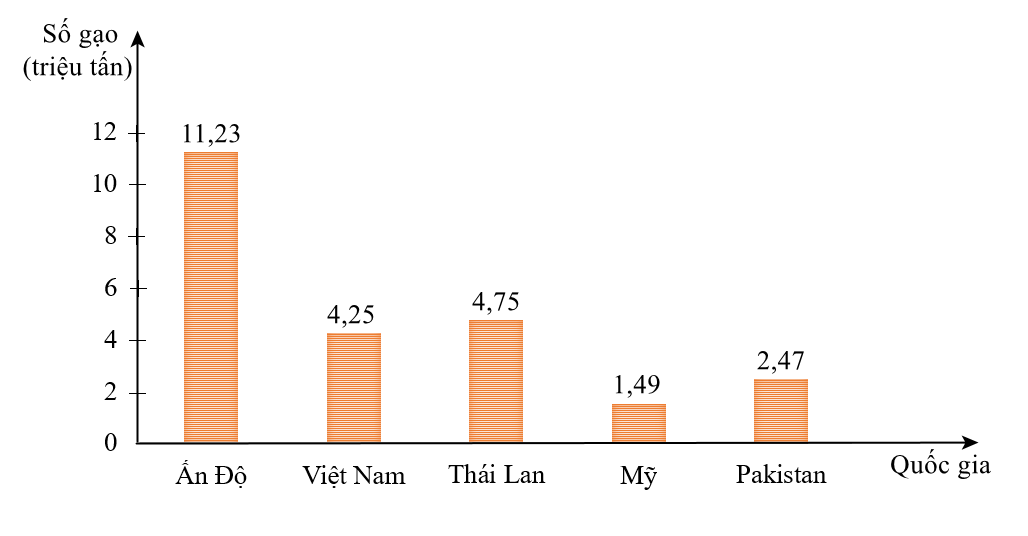 Số gạo
(triệu tấn)
12
10
8
6
4
2
0
11,23
4,25
4,75
1,49
2,47
Ấn Độ
Việt Nam
Thái Lan
Mỹ
Pakistan
Quốc gia